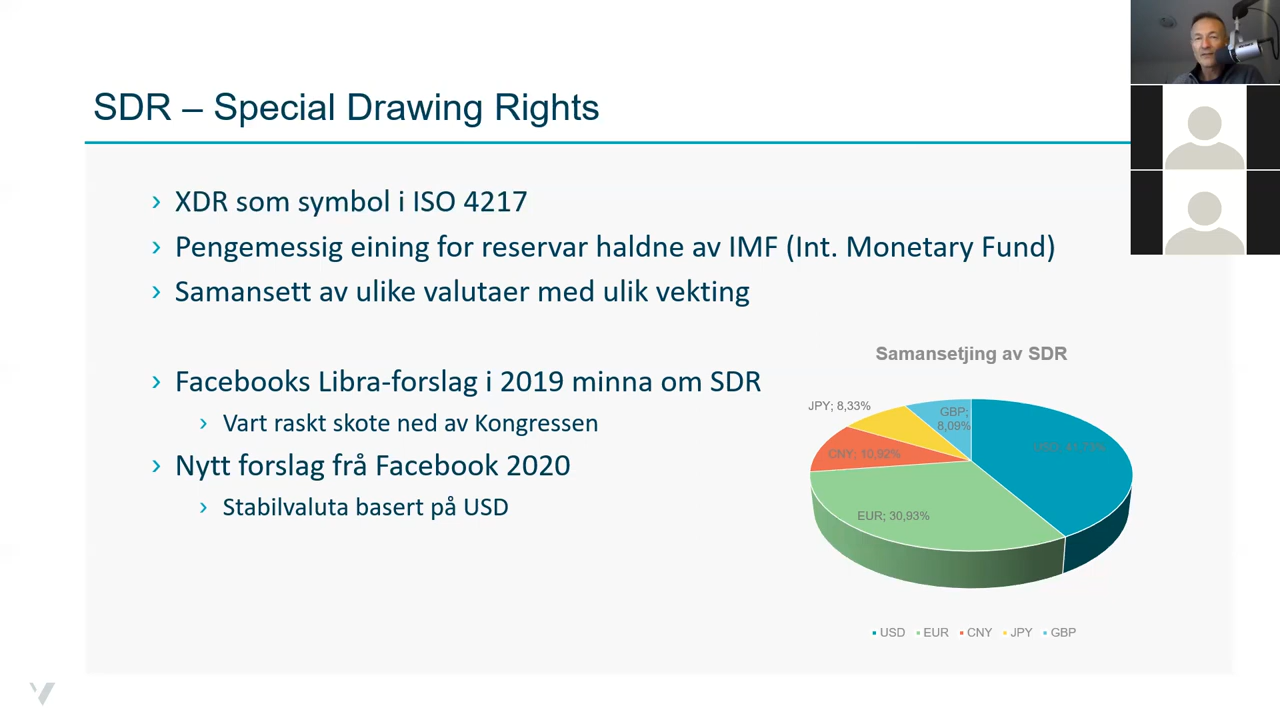 SDR – Special Drawing Rights
› XDR som symbol i ISO 4217
› Pengemessig eining for reservar haldne av IMF (Int. Monetary Fund)
› Samansett av ulike valutaer med ulik vekting
› Facebooks Libra-forslag i 2019 minna om SDR
› Vart raskt skote ned av Kongressen
› Nytt forslag frå Facebook 2020
› Stabilvaluta basert på USD
Samansetjing av SDR
JPY; 8,33%
GBP;
8,09%
USD; 41,73%
CNY; 10,92%
EUR; 30,93%
USD EUR CNY JPY GBP